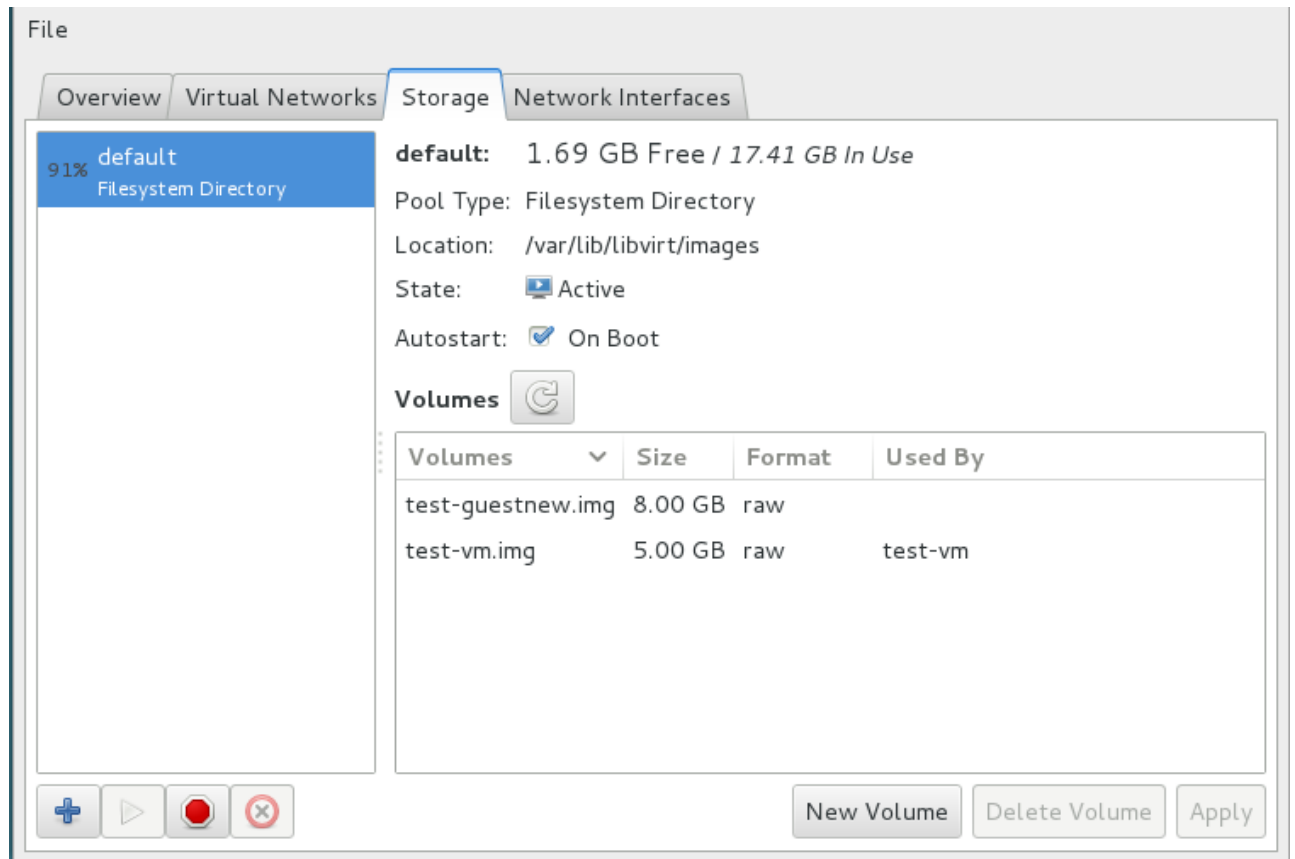 File
Overview Virtual Networks Storage Network Interfaces
91% default
Filesystem Directory
default: 1.69 GB Free / 17.41 GB In Use
Pool Type: Filesystem Directory
Location: /var/lib/libvirt/images
State: Active
Autostart: On Boot
Volumes
Volumes Size Format Used By
test-guestnew.img 8.00 GB raw
test-vm.img 5.00 GB raw test-vm
New Volume Delete Volume Apply